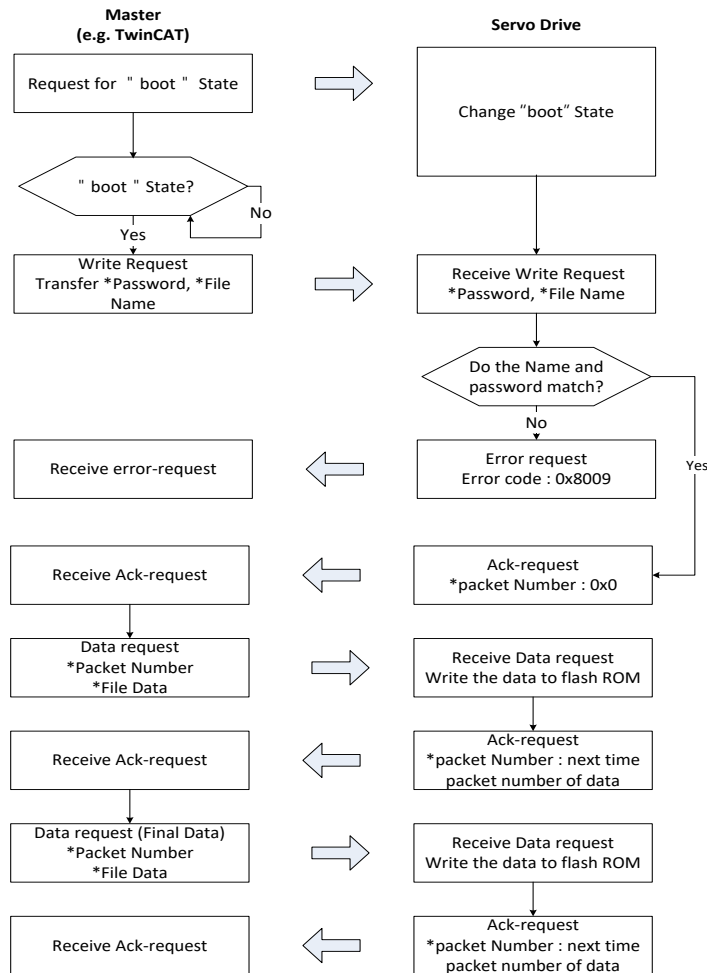 Master
(e.g. TwinCAT)
Servo Drive
Request for " boot " State
Change "boot" State
" boot " State?
No
Yes
Write Request
Transfer *Password, *File
Name
Receive Write Request
*Password, *File Name
Do the Name and
password match?
No
Yes
Receive error-request
Error request
Error code : 0x8009
Receive Ack-request
Ack-request
*packet Number : 0x0
Data request
*Packet Number
*File Data
Receive Data request
Write the data to flash ROM
Receive Ack-request
Ack-request
*packet Number : next time
packet number of data
Data request (Final Data)
*Packet Number
*File Data
Receive Data request
Write the data to flash ROM
Receive Ack-request
Ack-request
*packet Number : next time
packet number of data